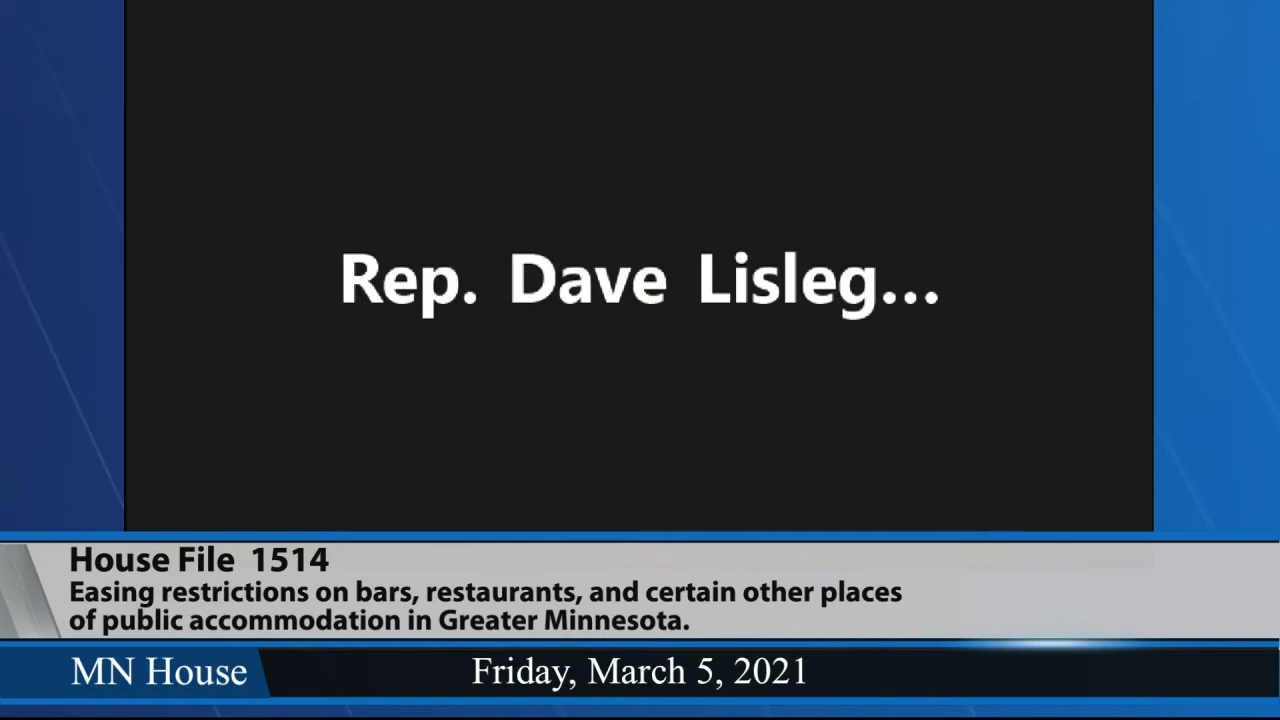 Rep. Dave Lisleg...
House File 1514
Easing restrictions on bars, restaurants, and certain other places
of public accommodation in Greater Minnesota.
MN House
Friday, March 5, 2021